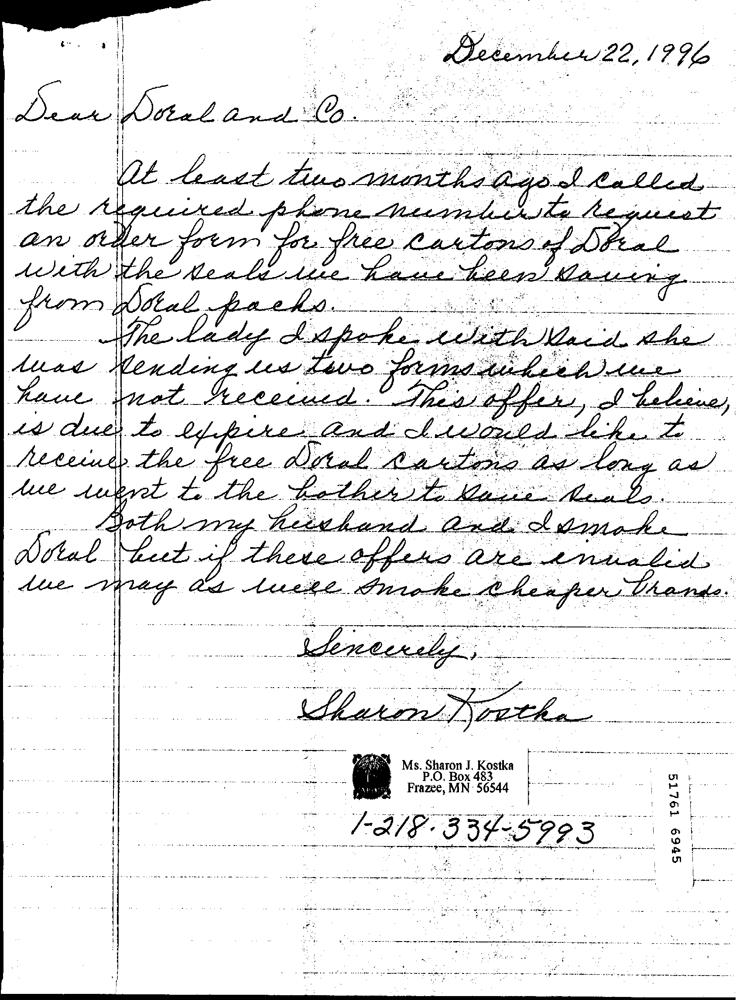 December 22, 1996
Dear Doral and Co.
At least two months ago I called
the required phone number to request
an order form for free cartons of Doral
with the seals we have been saving
from Doral packs.
The lady I spoke with said she
was sending us two forms which we
have not received. This offer, I believe,
is due to expire and I would like to
receive the free Doral cartons as long as
we went to the bother to save seals.
Both my husband and I smoke
Doral but if these offers are invalid
we may as well smoke cheaper brands.
Sincerely,
Sharon Kostka
Ms. Sharon J. Kostka
P.O. Box 483
Frazee, MN 56544
1-218-334-5993
51761 6945